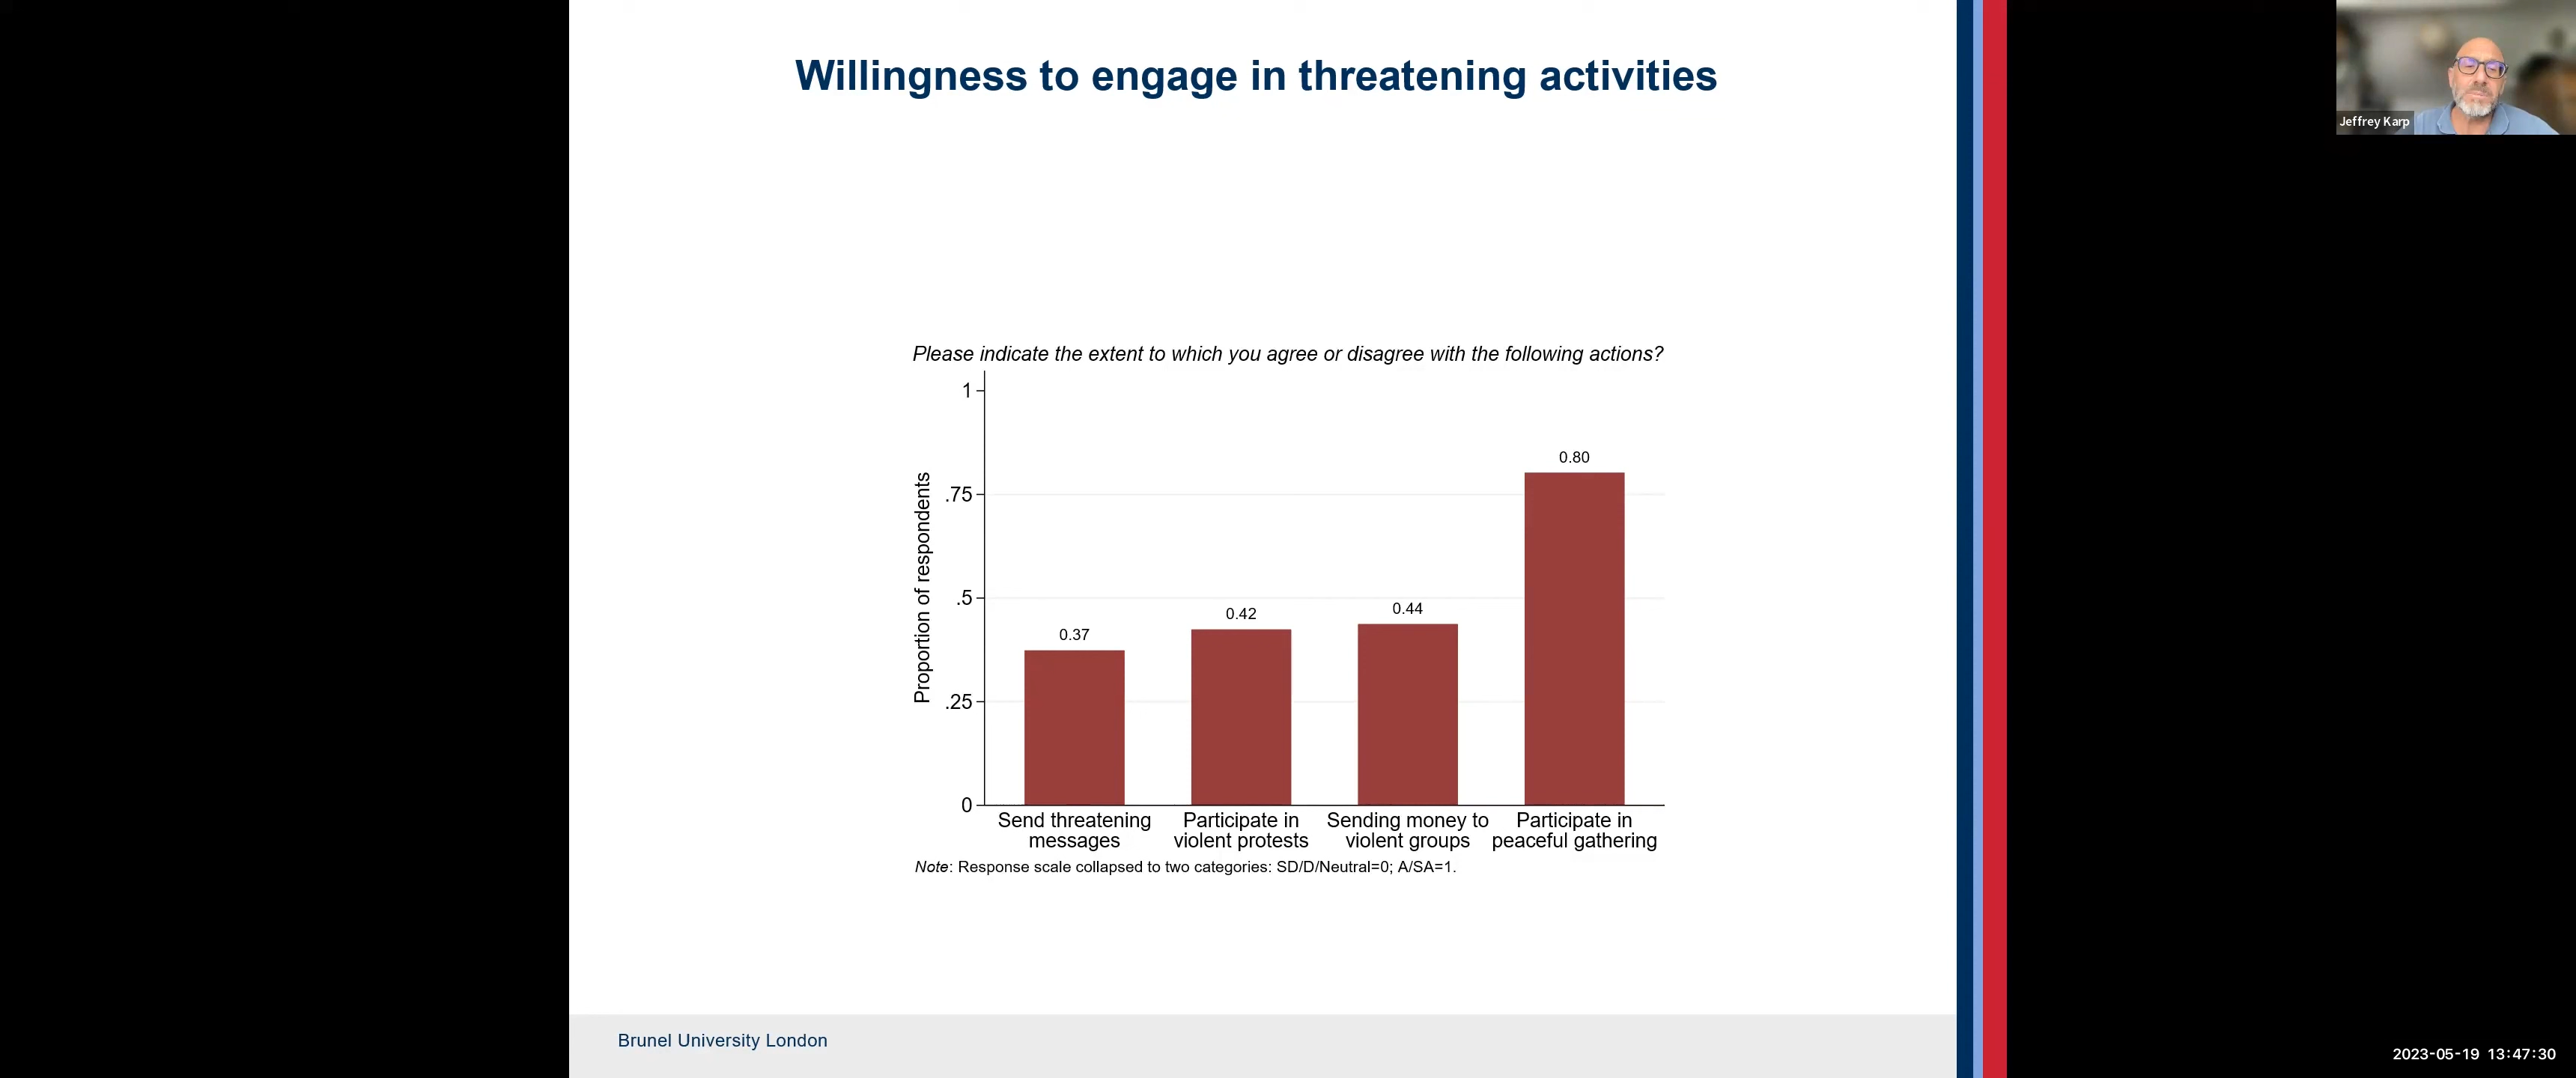 Willingness to engage in threatening activities
Jeffrey Karp
Please indicate the extent to which you agree or disagree with the following actions?
Proportion of respondents
1
.75
.5
.25
0
0.37
0.42
0.44
0.80
Send threatening
messages
Participate in
violent protests
Sending money to
violent groups
Participate in
peaceful gathering
Note: Response scale collapsed to two categories: SD/D/Neutral=0; A/SA=1.
Brunel University London
2023-05-19 13:47:30